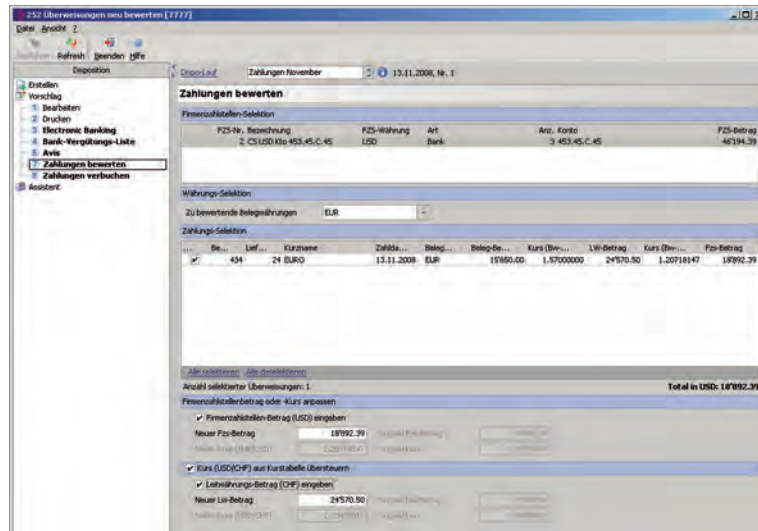 252 Überweisungen neu bewerten [7777]
Datei Ansicht ?
Refresh Beenden Hilfe
Disposition
Erstellen
Vorschlag
1 Bearbeiten
2 Drucken
3 Electronic Banking
4 Bank-Vergütungs-Liste
6 Avis
7 Zahlungen bewerten
8 Zahlungen verbuchen
Assistent
Dispo-Lauf Zahlungen November 13.11.2008, Nr. 1
Zahlungen bewerten
Firmenzahlstellen-Selektion
FZS-Nr. Bezeichnung FZS-Währung Art Anz. Konto FZS-Betrag
2 CS USD Kto 453.45.C.45 USD Bank 3 453.45.C.45 46'194.39
Währungs-Selektion
Zu bewertende Belegwährungen EUR
Zahlungs-Selektion
... Be... Lief... Kurzname Zahlda... Beleg... Beleg-Be... Kurs (Bw-... LW-Betrag Kurs (Bw-... Fzs-Betrag
434 24 EURO 13.11.2008 EUR 15'650.00 1.57000000 24'570.50 1.20718147 18'892.39
Alle selektieren Alle deselektieren
Anzahl selektierter Überweisungen: 1 Total in USD: 18'892.39
Firmenzahlstellenbetrag oder -Kurs anpassen
Firmenzahlstellen-Betrag (USD) eingeben
Neuer Fzs-Betrag 18'892.39
Kurs (USD/CHF) aus Kurstabelle übersteuern
Leitwährungs-Betrag (CHF) eingeben
Neuer Lw-Betrag 24'570.50